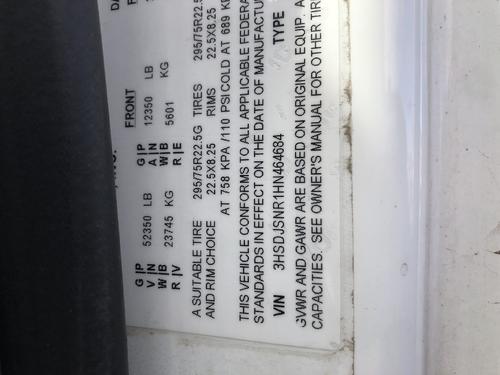 DA
FRONT
G|P 52350 LB G|P 12350 LB
V|N A|N
W|B 23745 KG W|B 5601 KG
R|V R|E
A SUITABLE TIRE 295/75R22.5G TIRES 295/75R22.5
AND RIM CHOICE 22.5X8.25 RIMS 22.5X8.25
AT 758 KPA /110 PSI COLD AT 689 KP
THIS VEHICLE CONFORMS TO ALL APPLICABLE FEDERA
STANDARDS IN EFFECT ON THE DATE OF MANUFACTUR
VIN 3HSDJSNR1HN464684 TYPE
GVWR AND GAWR ARE BASED ON ORIGINAL EQUIP. A
CAPACITIES. SEE OWNER'S MANUAL FOR OTHER TIR